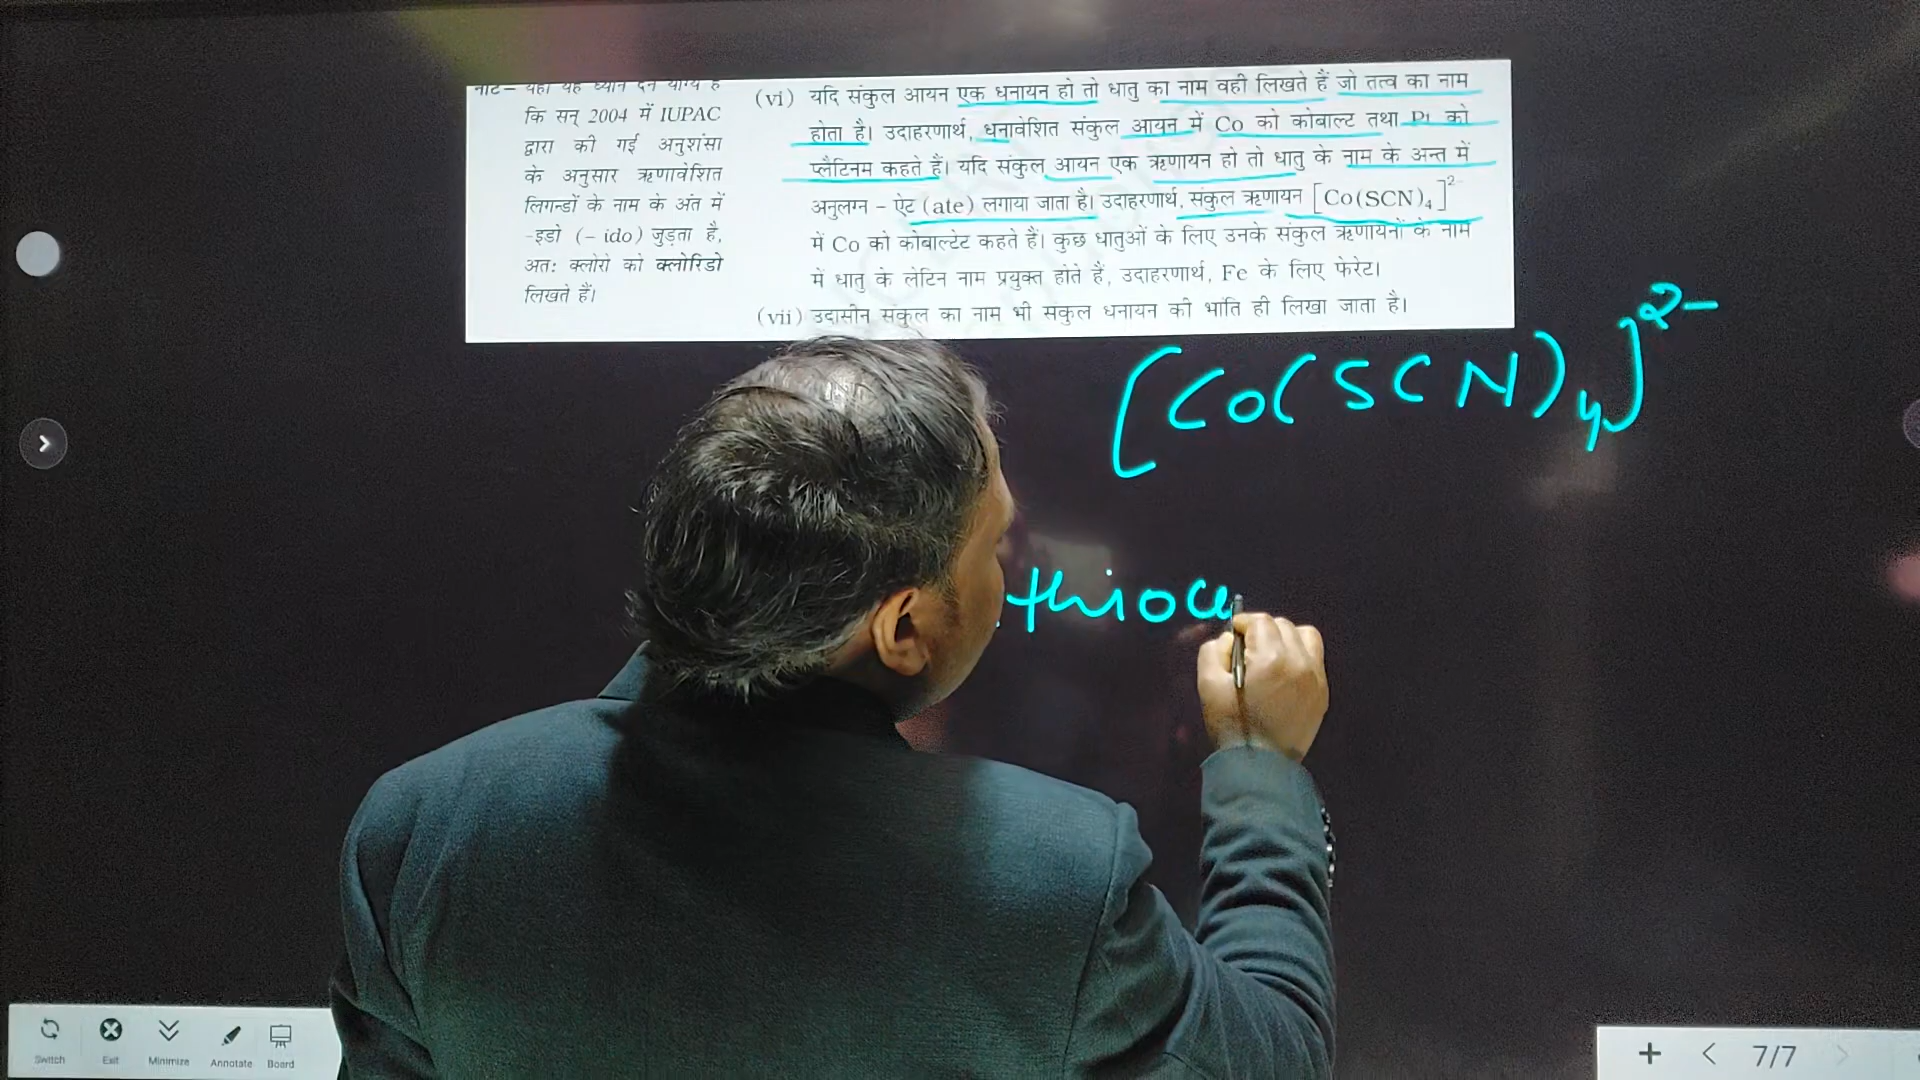 नोट– यहाँ यह ध्यान देने योग्य है
कि सन् 2004 में IUPAC
द्वारा की गई अनुशंसा
के अनुसार ऋणावेशित
लिगन्डों के नाम के अंत में
-इडो (– ido) जुड़ता है,
अतः क्लोरो को क्लोरिडो
लिखते हैं।
(vi) यदि संकुल आयन एक धनायन हो तो धातु का नाम वही लिखते हैं जो तत्व का नाम
होता है। उदाहरणार्थ, धनावेशित संकुल आयन में Co को कोबाल्ट तथा Pt को
प्लैटिनम कहते हैं। यदि संकुल आयन एक ऋणायन हो तो धातु के नाम के अन्त में
अनुलग्न – ऐट (ate) लगाया जाता है। उदाहरणार्थ, संकुल ऋणायन [Co(SCN)₄]²⁻
में Co को कोबाल्टेट कहते हैं। कुछ धातुओं के लिए उनके संकुल ऋणायनों के नाम
में धातु के लेटिन नाम प्रयुक्त होते हैं, उदाहरणार्थ, Fe के लिए फेरेट।
(vii) उदासीन संकुल का नाम भी संकुल धनायन की भांति ही लिखा जाता है।
[Co(SCN)₄]²⁻
Switch Exit Minimize Annotate Board
+ < 7/7 >